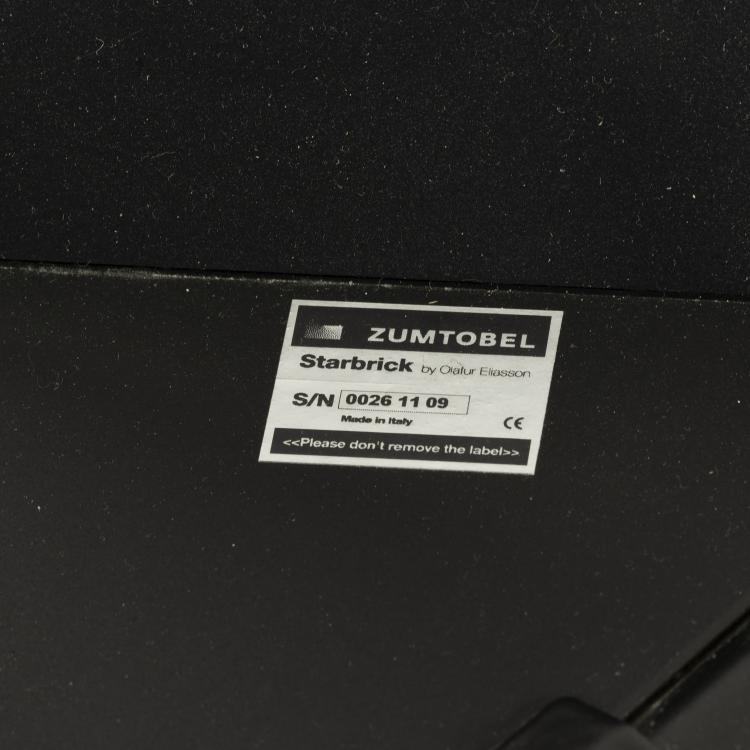 ZUMTOBEL
Starbrick by Olafur Eliasson
S/N 0026 11 09
Made in Italy
CE
<<Please don't remove the label>>